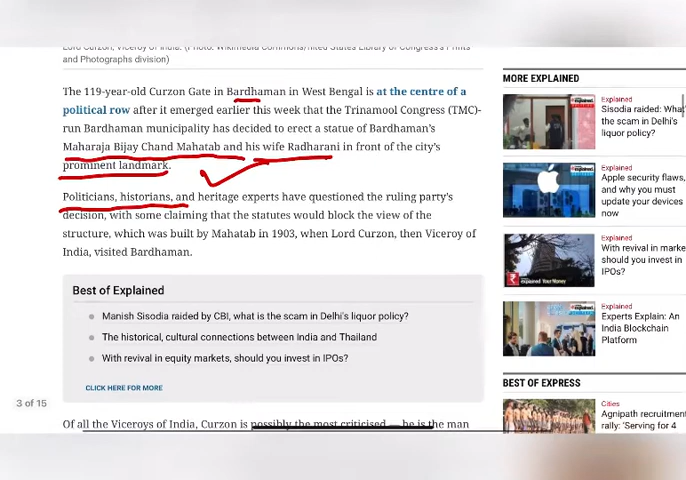 Lord Curzon, Viceroy of India. (Photo: Wikimedia Commons/
and Photographs division)
The 119-year-old Curzon Gate in Bardhaman in West Bengal is at the centre of a
political row after it emerged earlier this week that the Trinamool Congress (TMC)-
run Bardhaman municipality has decided to erect a statue of Bardhaman's
Maharaja Bijay Chand Mahatab and his wife Radharani in front of the city's
prominent landmark.
Politicians, historians, and heritage experts have questioned the ruling party's
decision, with some claiming that the statutes would block the view of the
structure, which was built by Mahatab in 1903, when Lord Curzon, then Viceroy of
India, visited Bardhaman.
Best of Explained
Manish Sisodia raided by CBI, what is the scam in Delhi's liquor policy?
The historical, cultural connections between India and Thailand
With revival in equity markets, should you invest in IPOs?
CLICK HERE FOR MORE
3 of 15
Of all the Viceroys of India, Curzon is possibly the most criticised — he is the man
MORE EXPLAINED
Explained
Sisodia raided: What
the scam in Delhi's
liquor policy?
Explained
Apple security flaws,
and why you must
update your devices
now
Explained
With revival in marke
should you invest in
IPOs?
Explained
Experts Explain: An
India Blockchain
Platform
BEST OF EXPRESS
Cities
Agnipath recruitment
rally: 'Serving for 4